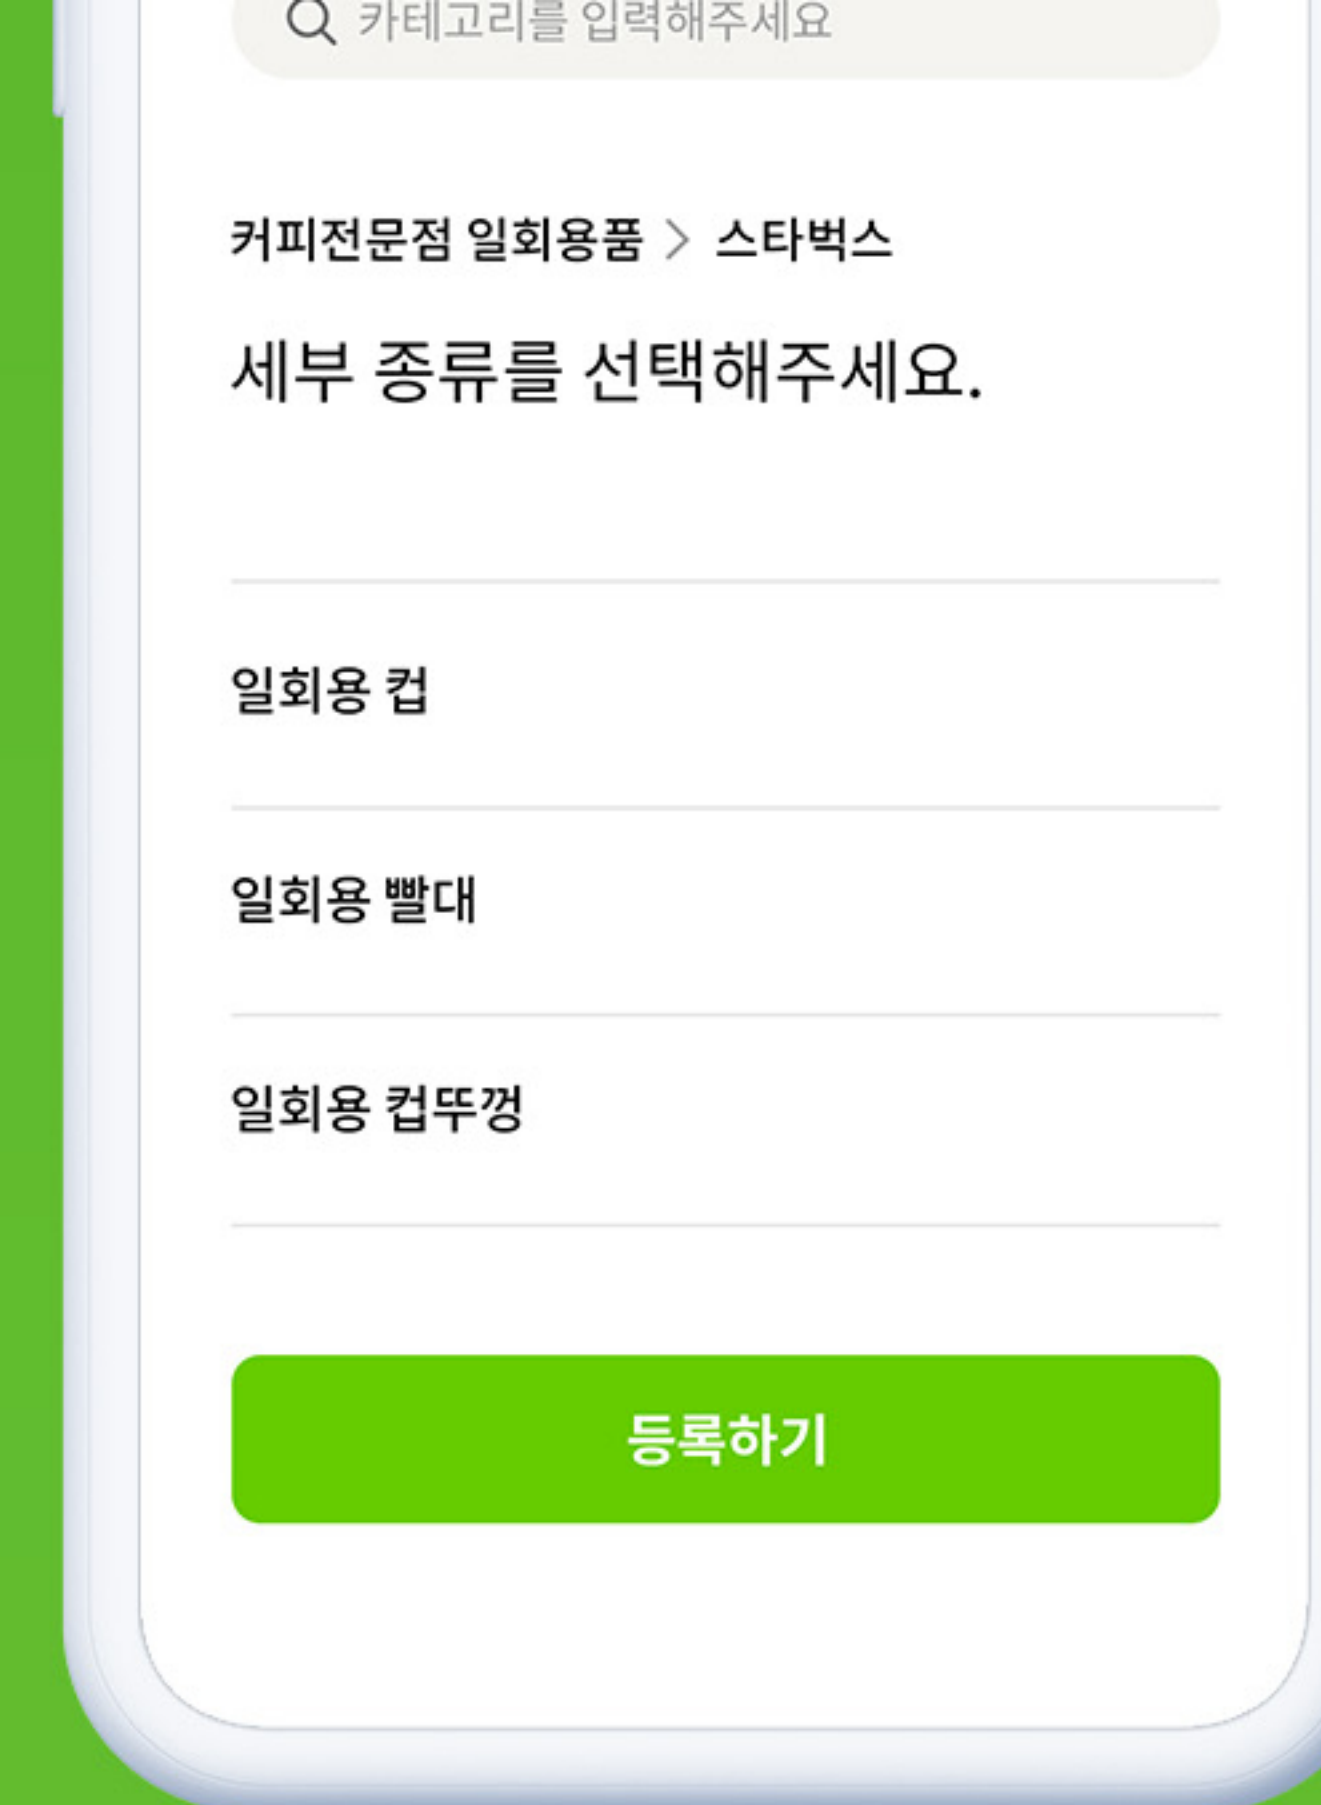 카테고리를 입력해주세요
커피전문점 일회용품 > 스타벅스
세부 종류를 선택해주세요.
일회용 컵
일회용 빨대
일회용 컵뚜껑
등록하기